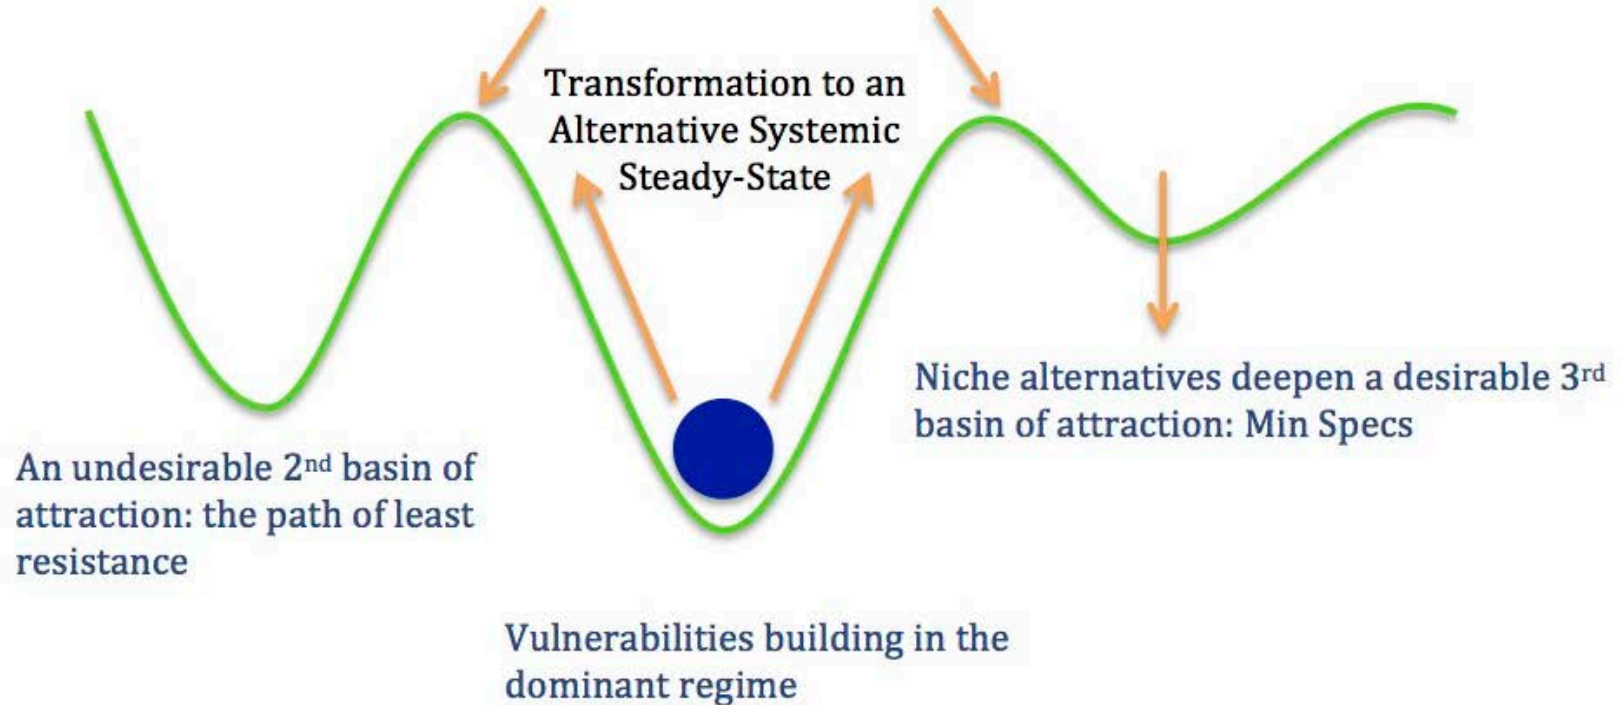 Transformation to an
Alternative Systemic
Steady-State
Niche alternatives deepen a desirable 3rd
basin of attraction: Min Specs
An undesirable 2nd basin of
attraction: the path of least
resistance
Vulnerabilities building in the
dominant regime